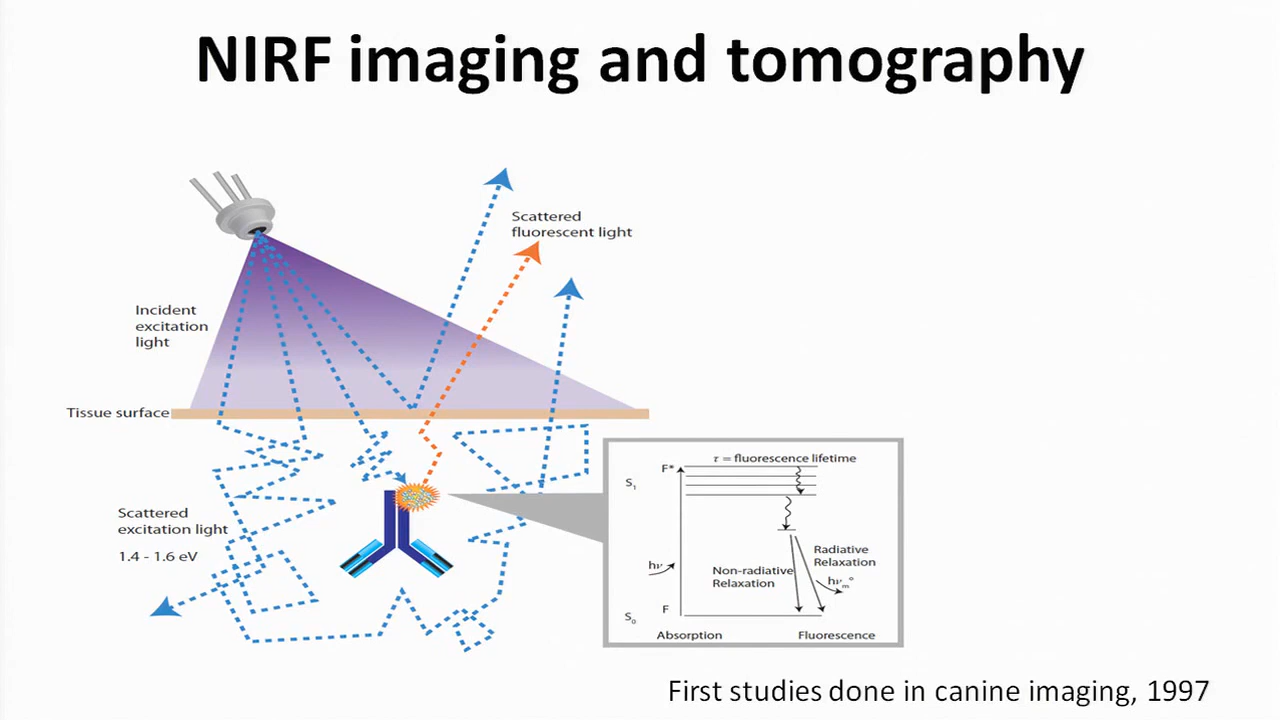 NIRF imaging and tomography
Scattered
fluorescent light
Incident
excitation
light
Tissue surface
τ = fluorescence lifetime
F*
S1
Scattered
excitation light
1.4 - 1.6 eV
hν
Non-radiative
Relaxation
Radiative
Relaxation
hνm°
F
S0
Absorption
Fluorescence
First studies done in canine imaging, 1997